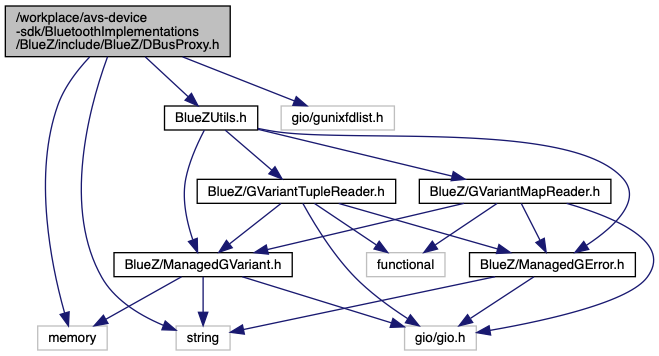 /workplace/avs-device
-sdk/BluetoothImplementations
/BlueZ/include/BlueZ/DBusProxy.h
BlueZUtils.h
gio/gunixfdlist.h
BlueZ/GVariantTupleReader.h
BlueZ/GVariantMapReader.h
BlueZ/ManagedGVariant.h
functional
BlueZ/ManagedGError.h
memory
string
gio/gio.h